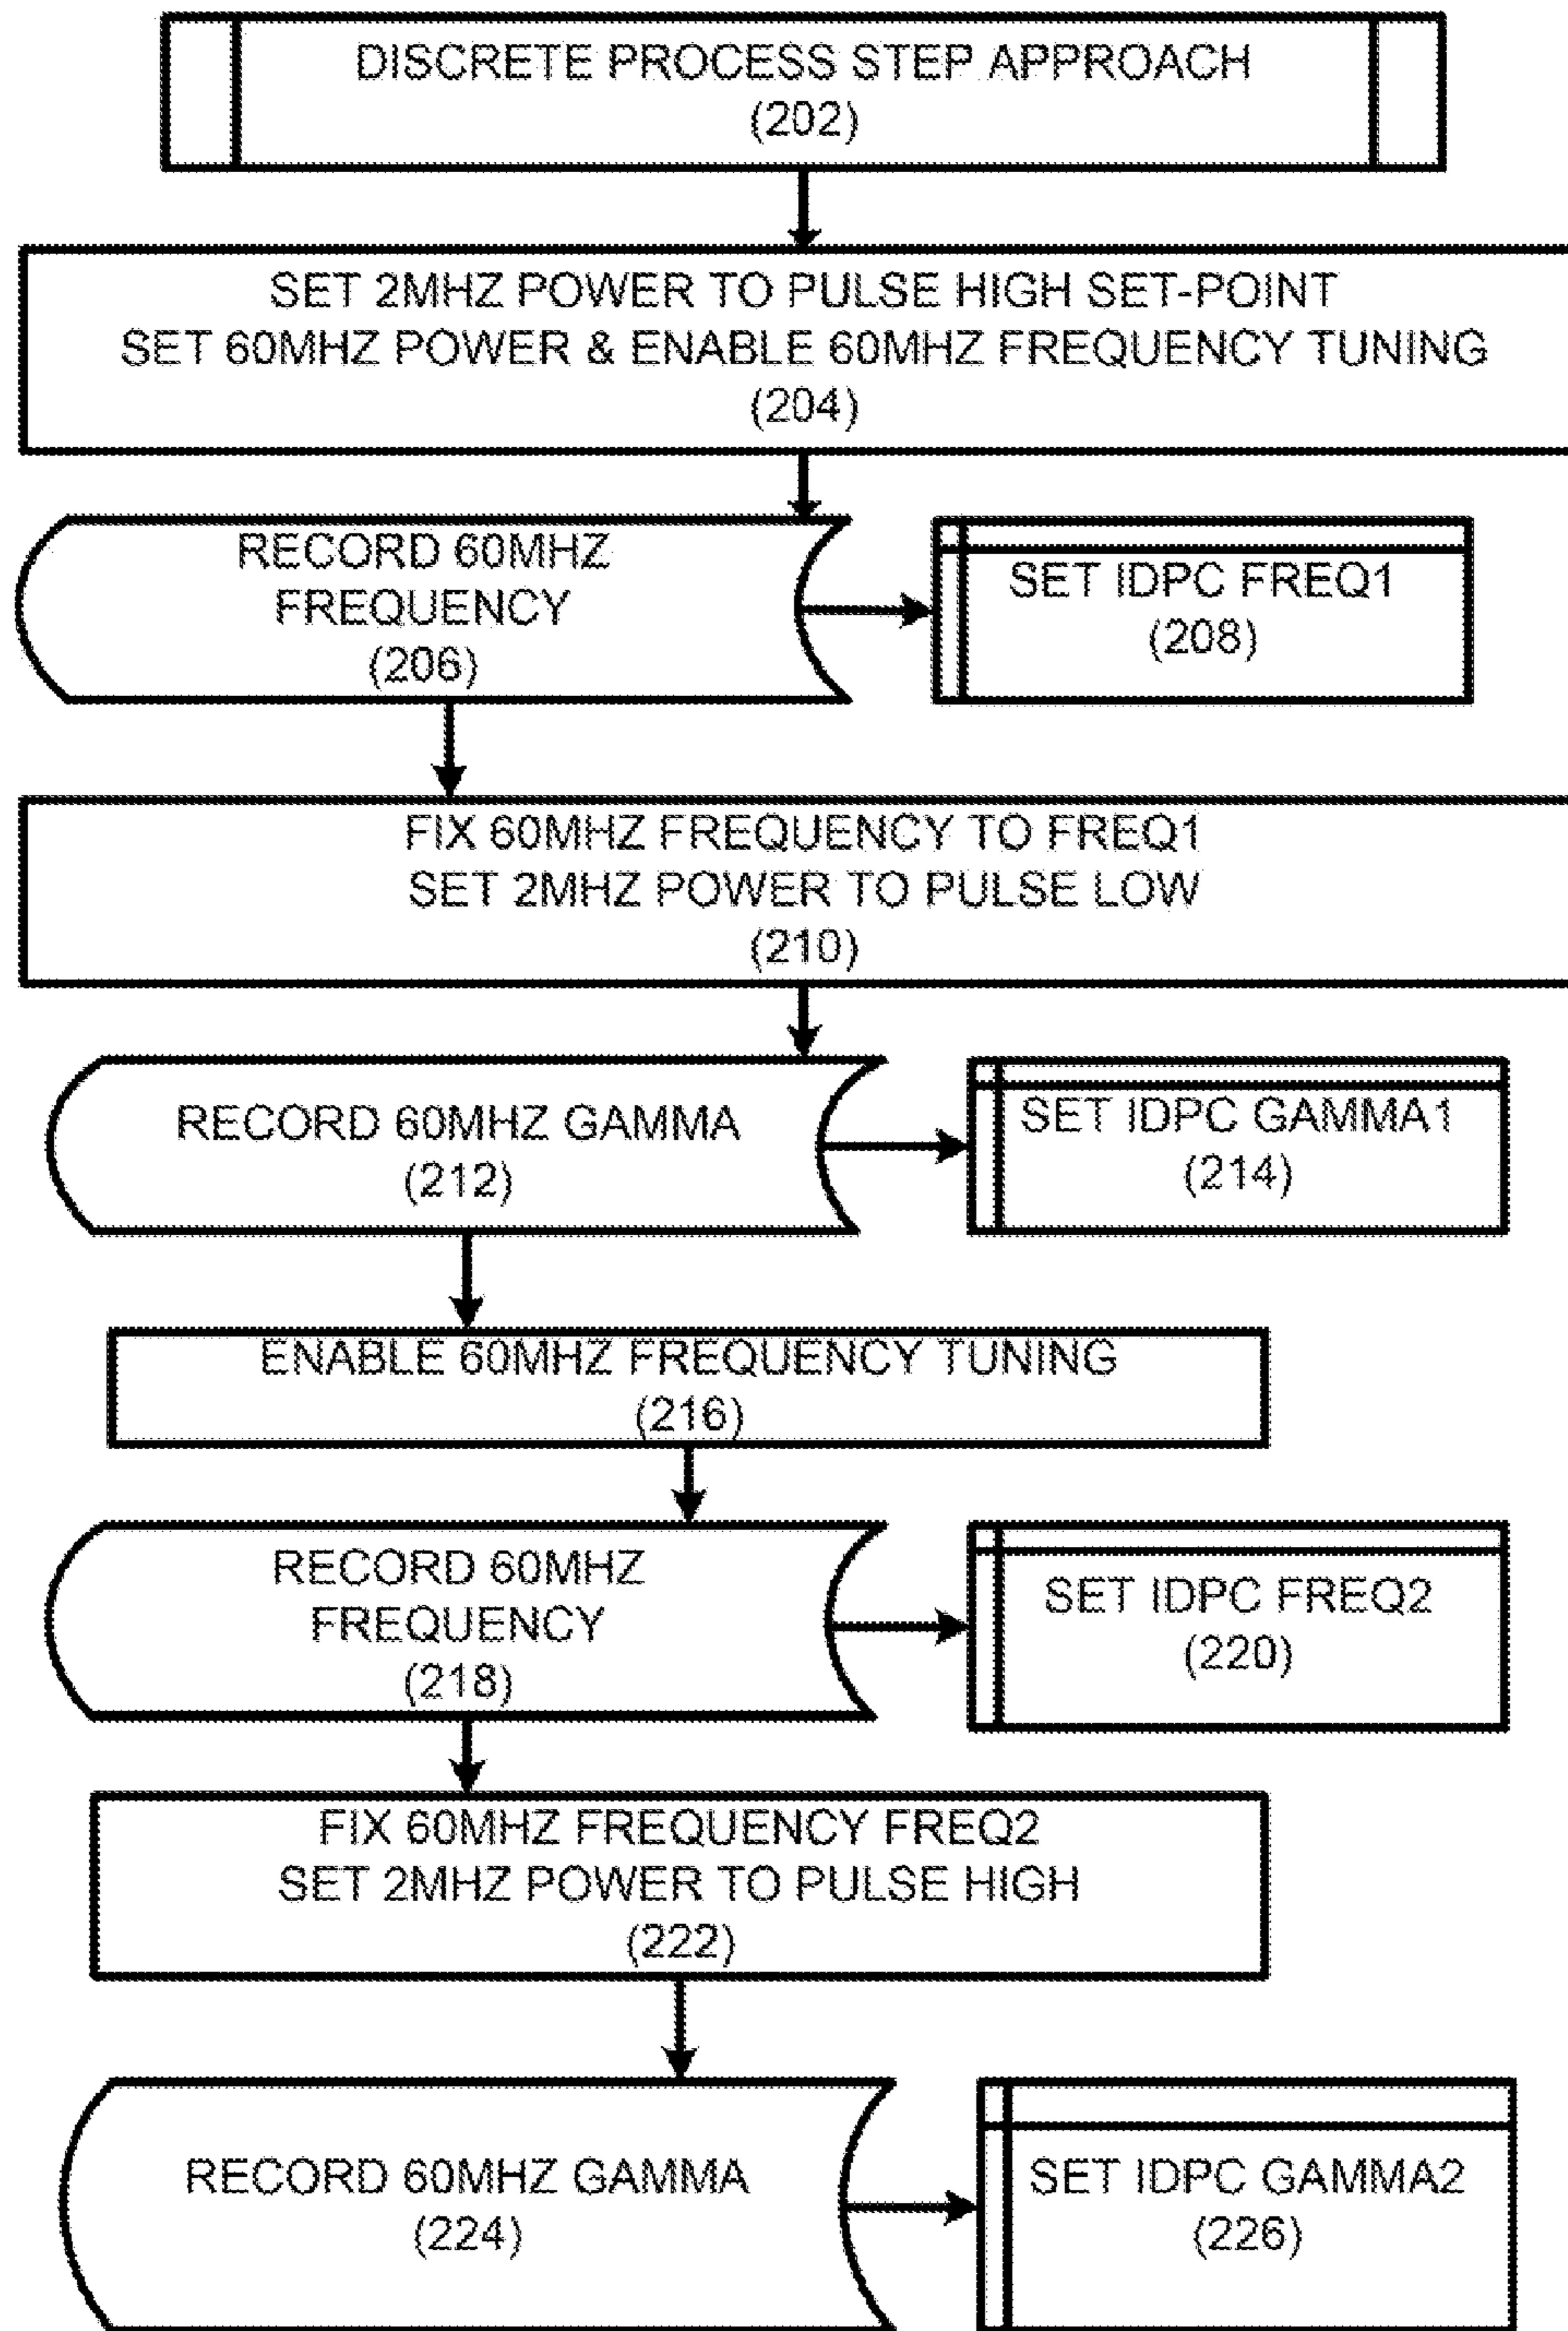 DISCRETE PROCESS STEP APPROACH
(202)
SET 2MHZ POWER TO PULSE HIGH SET-POINT
SET 60MHZ POWER & ENABLE 60MHZ FREQUENCY TUNING
(204)
RECORD 60MHZ
FREQUENCY
(206)
SET IDPC FREQ1
(208)
FIX 60MHZ FREQUENCY TO FREQ1
SET 2MHZ POWER TO PULSE LOW
(210)
RECORD 60MHZ GAMMA
(212)
SET IDPC GAMMA1
(214)
ENABLE 60MHZ FREQUENCY TUNING
(216)
RECORD 60MHZ
FREQUENCY
(218)
SET IDPC FREQ2
(220)
FIX 60MHZ FREQUENCY FREQ2
SET 2MHZ POWER TO PULSE HIGH
(222)
RECORD 60MHZ GAMMA
(224)
SET IDPC GAMMA2
(226)